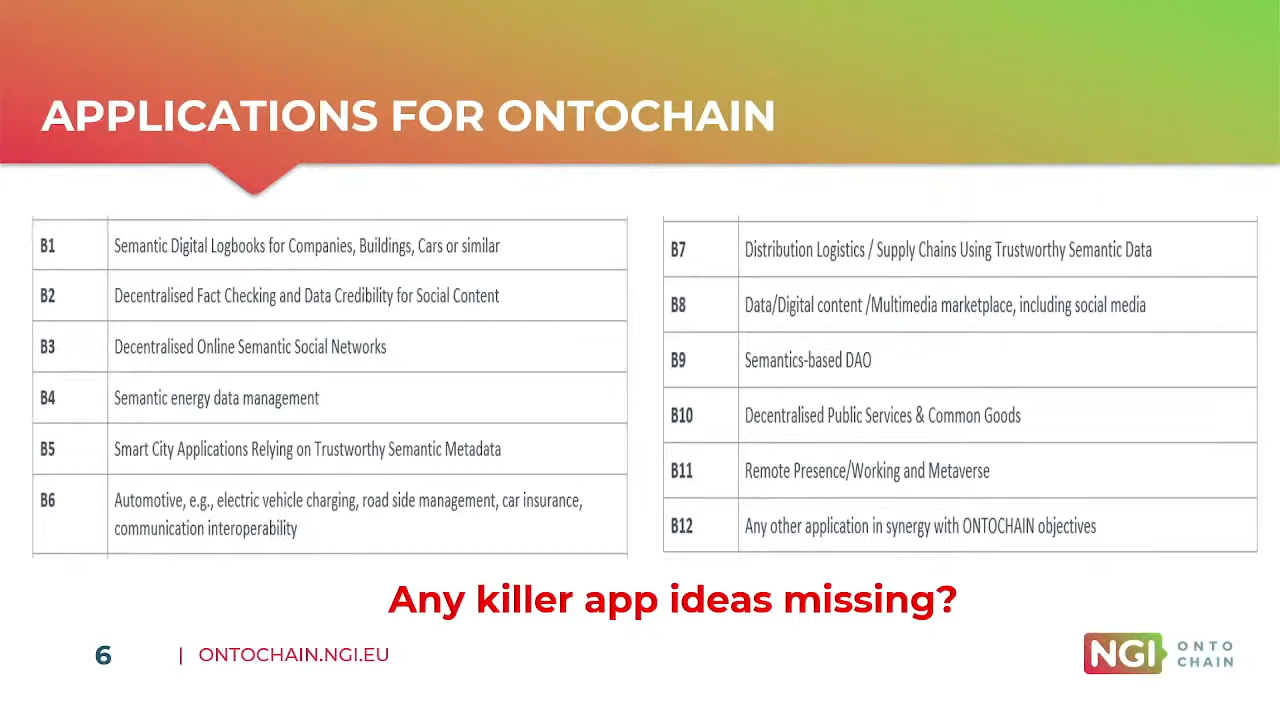 APPLICATIONS FOR ONTOCHAIN
B1 Semantic Digital Logbooks for Companies, Buildings, Cars or similar
B2 Decentralised Fact Checking and Data Credibility for Social Content
B3 Decentralised Online Semantic Social Networks
B4 Semantic energy data management
B5 Smart City Applications Relying on Trustworthy Semantic Metadata
B6 Automotive, e.g., electric vehicle charging, road side management, car insurance,
communication interoperability
B7 Distribution Logistics / Supply Chains Using Trustworthy Semantic Data
B8 Data/Digital content /Multimedia marketplace, including social media
B9 Semantics-based DAO
B10 Decentralised Public Services & Common Goods
B11 Remote Presence/Working and Metaverse
B12 Any other application in synergy with ONTOCHAIN objectives
Any killer app ideas missing?
6 | ONTOCHAIN.NGI.EU
NGI ONTO
CHAIN